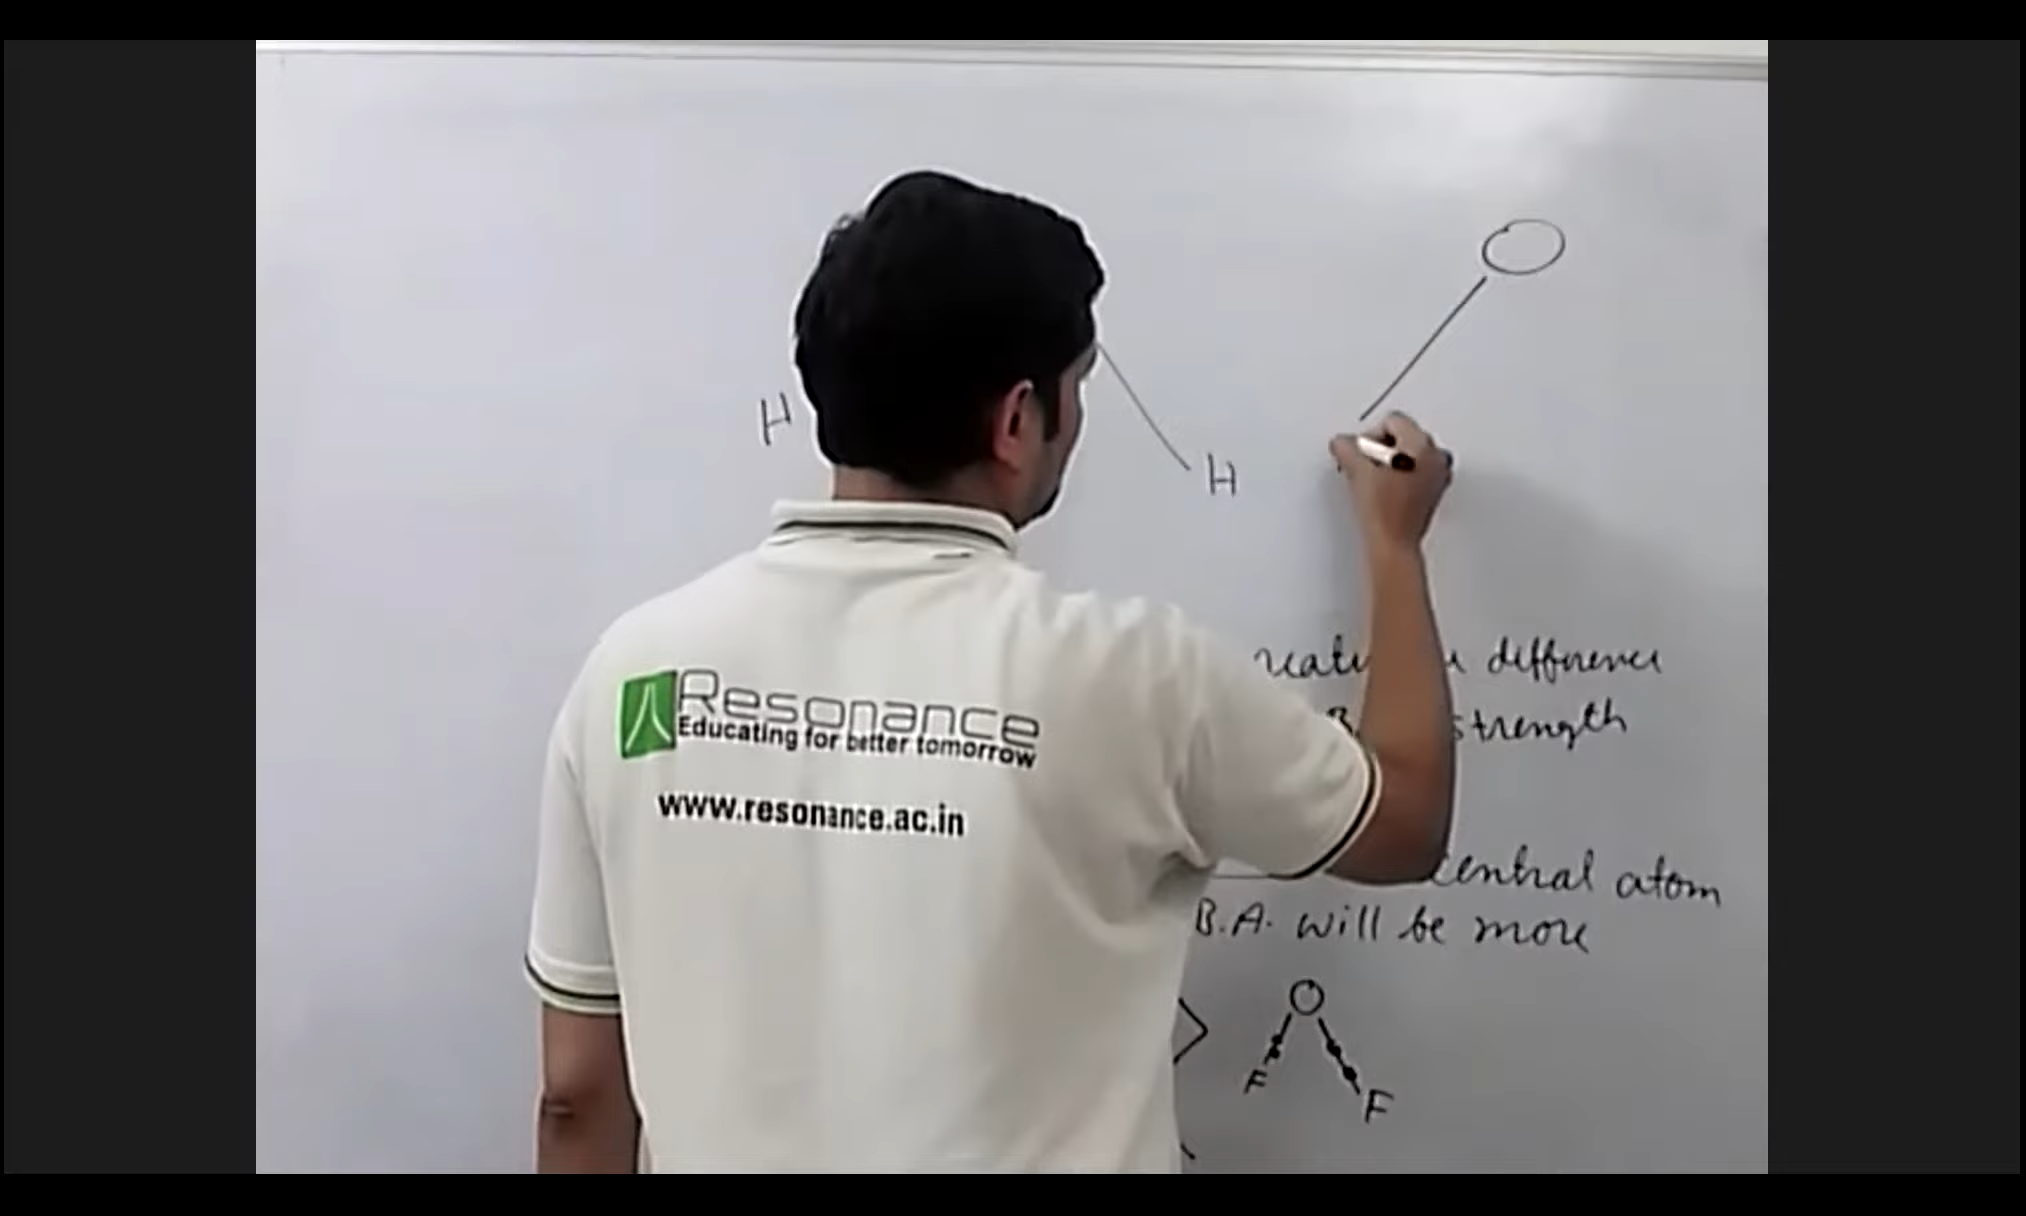 H
H
difference
strength
central atom
B.A. will be more
O
F
F
Resonance
Educating for better tomorrow
www.resonance.ac.in